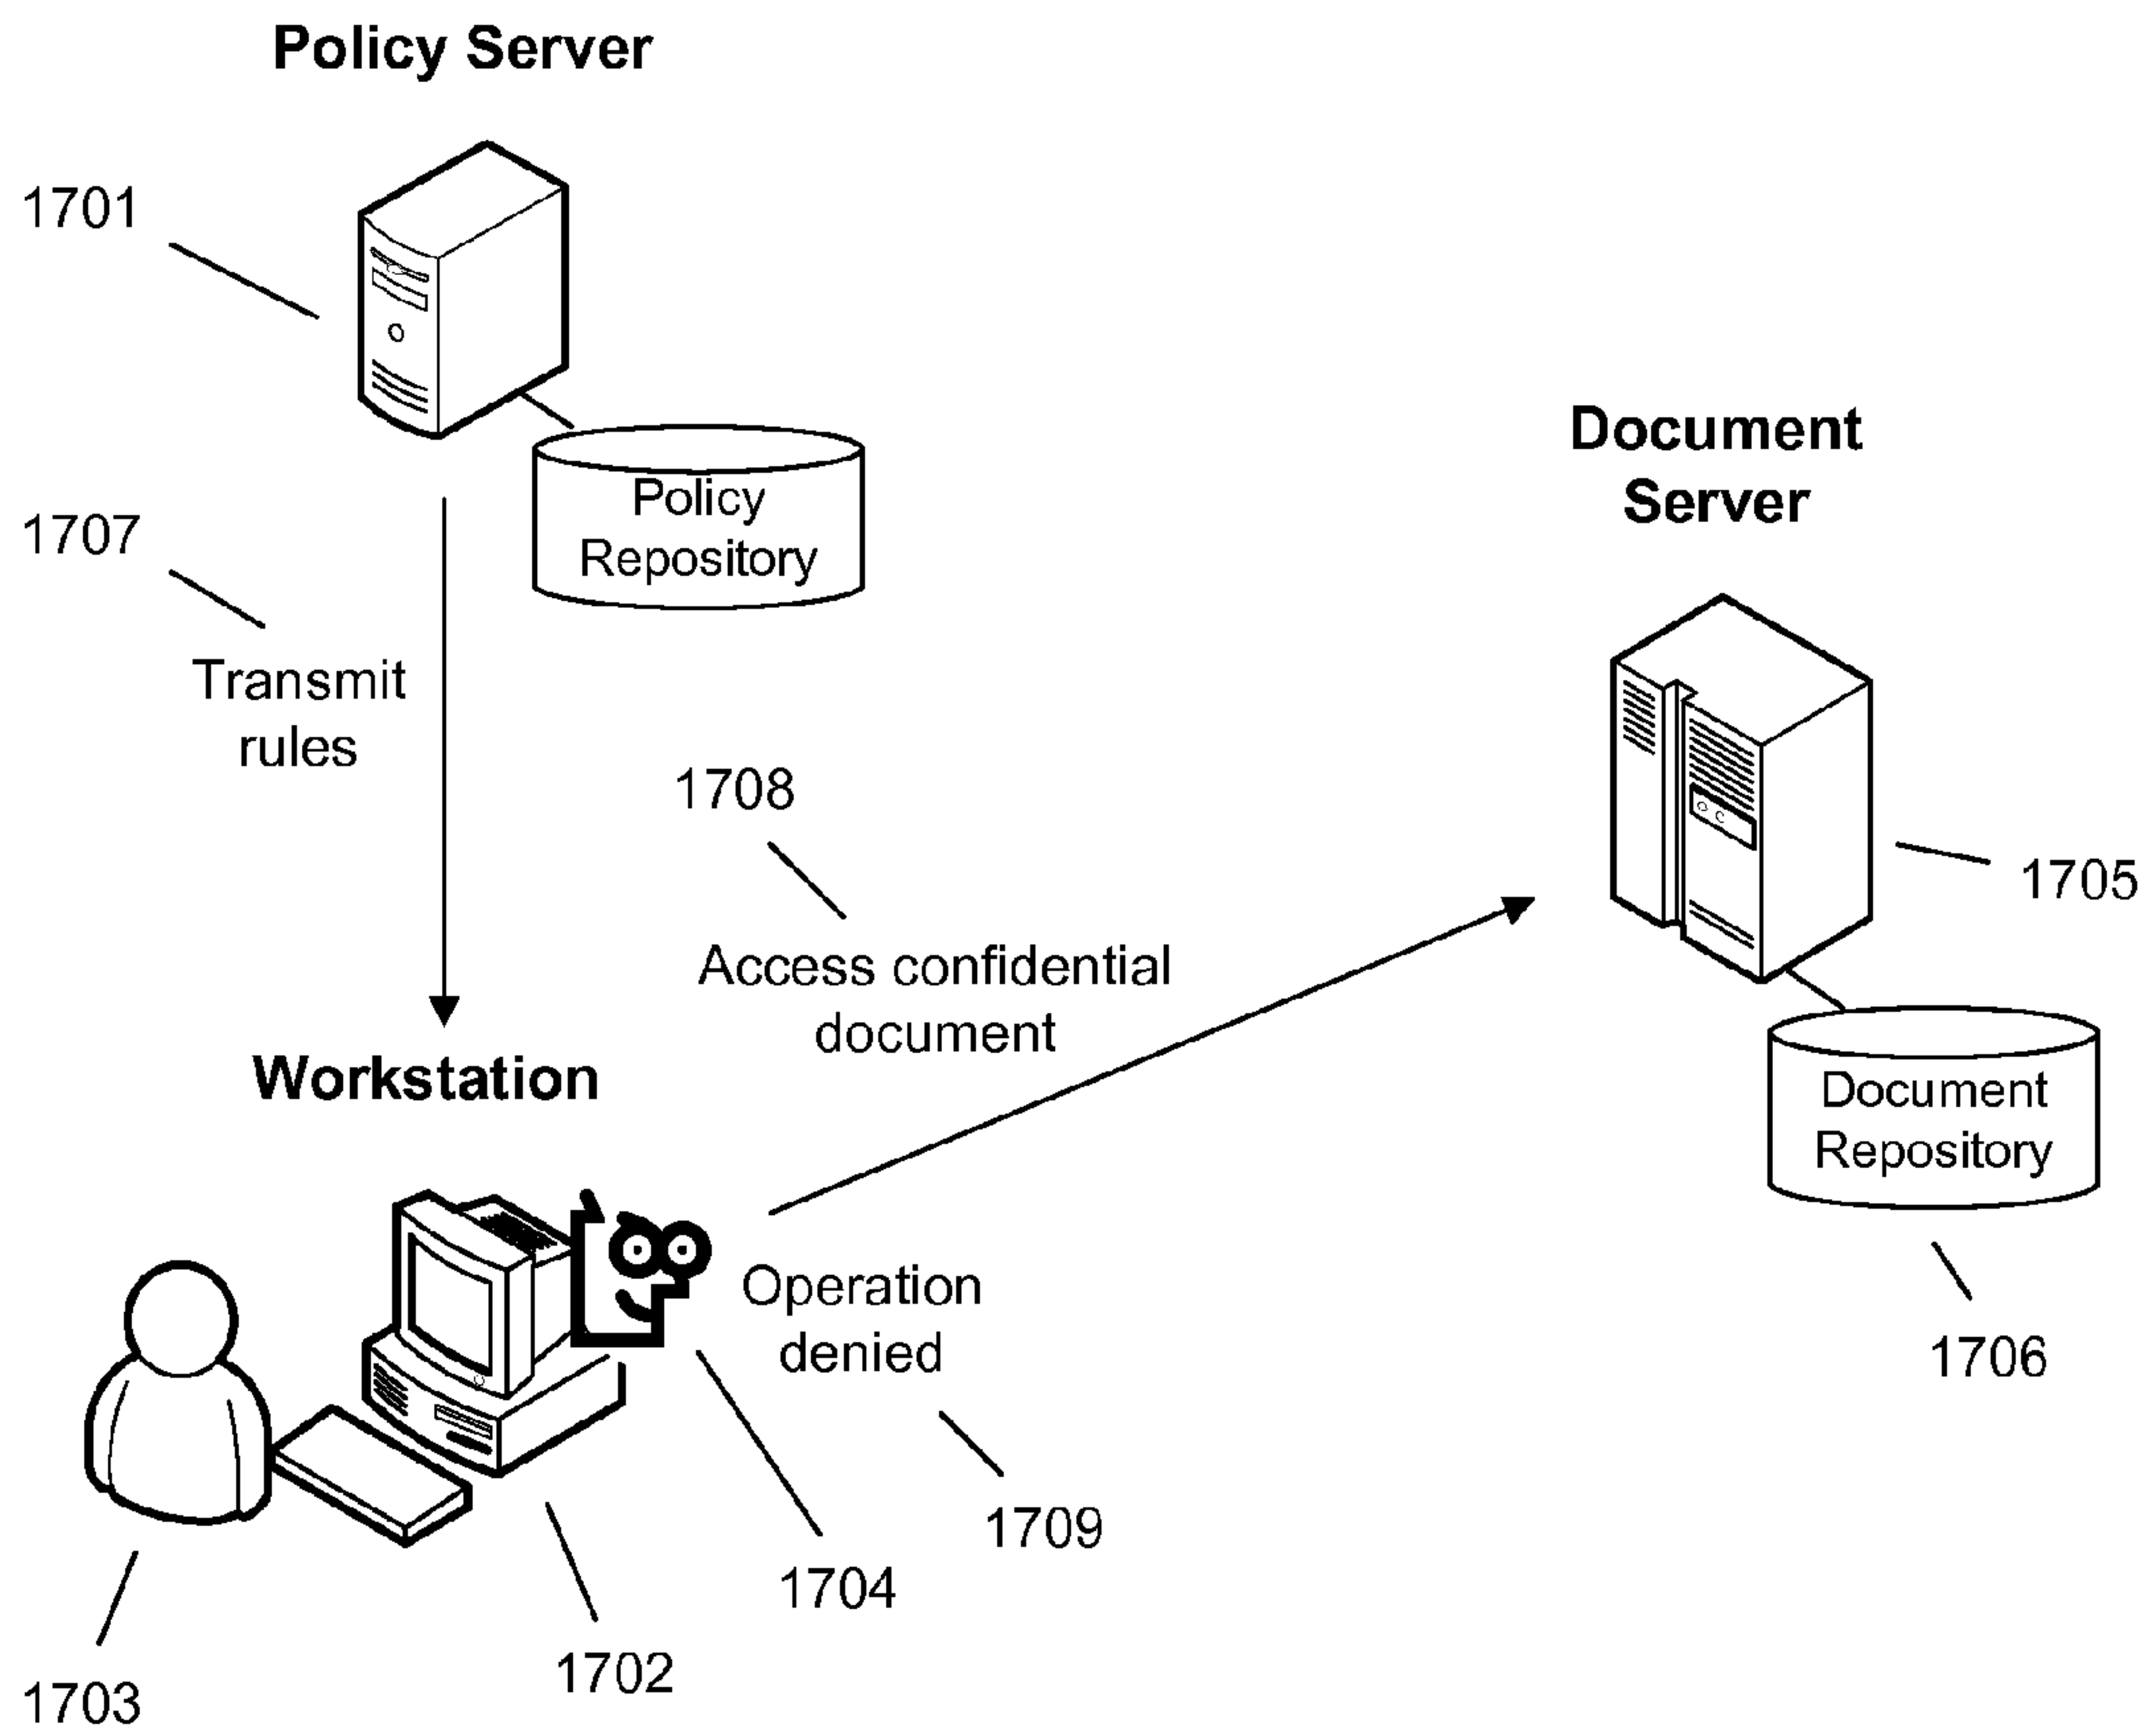 Policy Server
1701
Policy
Repository
1707
Transmit
rules
Document
Server
1705
1708
Access confidential
document
Document
Repository
1706
Workstation
Operation
denied
1709
1704
1702
1703